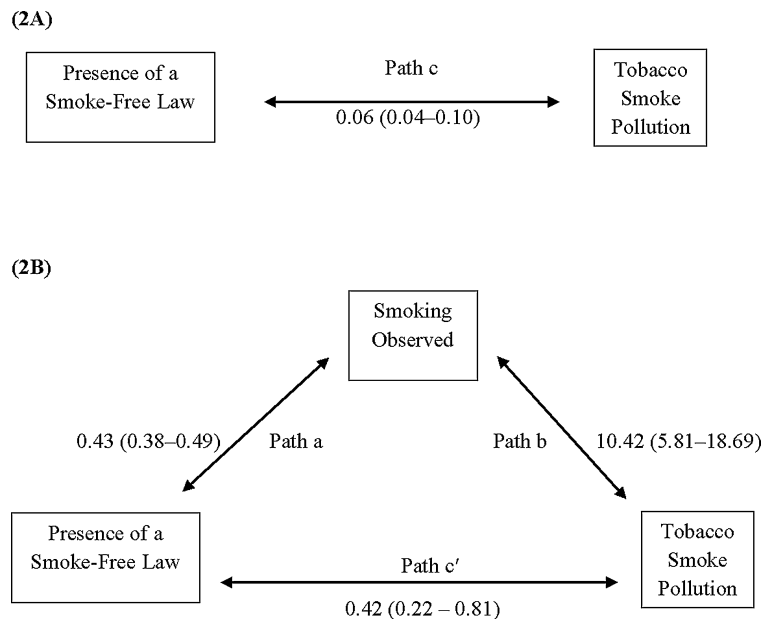 (2A)
Presence of a
Smoke-Free Law
Path c
0.06 (0.04–0.10)
Tobacco
Smoke
Pollution
(2B)
Smoking
Observed
0.43 (0.38–0.49)
Path a
Path b
10.42 (5.81–18.69)
Presence of a
Smoke-Free Law
Path c′
0.42 (0.22 – 0.81)
Tobacco
Smoke
Pollution